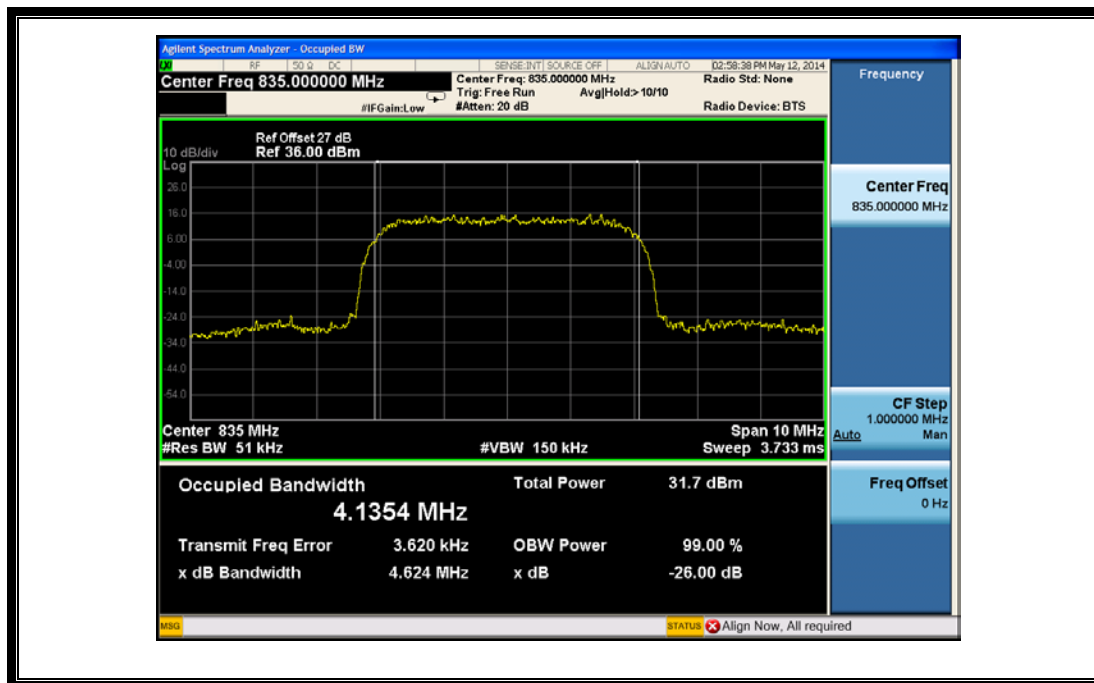 Agilent Spectrum Analyzer - Occupied BW
LXI RF 50 Ω DC SENSE:INT SOURCE OFF ALIGN AUTO 02:58:38 PM May 12, 2014
Center Freq 835.000000 MHz
Center Freq: 835.000000 MHz
Radio Std: None
Trig: Free Run
Avg|Hold:> 10/10
#IFGain:Low
#Atten: 20 dB
Radio Device: BTS
Ref Offset 27 dB
10 dB/div
Ref 36.00 dBm
Log
26.0
16.0
6.00
-4.00
-14.0
-24.0
-34.0
-44.0
-54.0
Center 835 MHz
Span 10 MHz
#Res BW 51 kHz
#VBW 150 kHz
Sweep 3.733 ms
Occupied Bandwidth
Total Power 31.7 dBm
4.1354 MHz
Transmit Freq Error 3.620 kHz
OBW Power 99.00 %
x dB Bandwidth 4.624 MHz
x dB -26.00 dB
Frequency
Center Freq
835.000000 MHz
CF Step
1.000000 MHz
Auto Man
Freq Offset
0 Hz
MSG
STATUS Align Now, All required